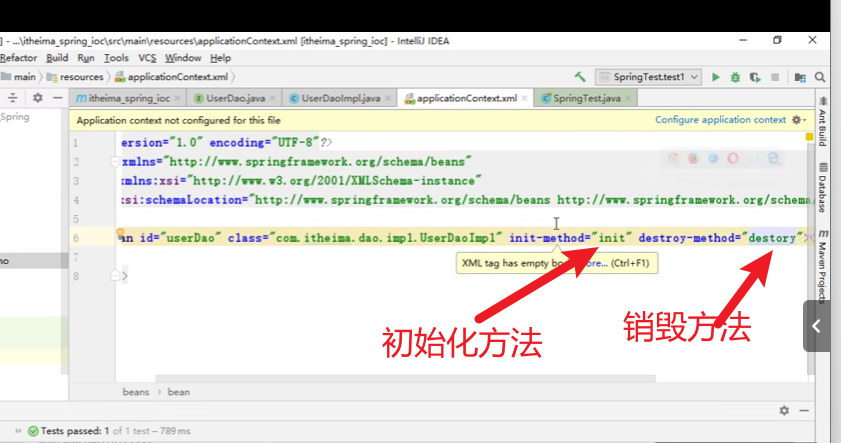 ] - ...\itheima_spring_ioc\src\main\resources\applicationContext.xml [itheima_spring_ioc] - IntelliJ IDEA
Refactor Build Run Tools VCS Window Help
main resources applicationContext.xml SpringTest.test1
itheima_spring_ioc UserDao.java UserDaoImpl.java applicationContext.xml SpringTest.java
Spring
Application context not configured for this file Configure application context
1 ersion="1.0" encoding="UTF-8"?>
2 xmlns="http://www.springframework.org/schema/beans"
3 xmlns:xsi="http://www.w3.org/2001/XMLSchema-instance"
4 xsi:schemaLocation="http://www.springframework.org/schema/beans http://www.springframework.org/schema/
5
6 an id="userDao" class="com.itheima.dao.impl.UserDaoImpl" init-method="init" destroy-method="destory">
XML tag has empty bo ore... (Ctrl+F1)
7
8 >
初始化方法
销毁方法
beans › bean
Tests passed: 1 of 1 test – 789 ms
Ant Build
Database
Maven Projects